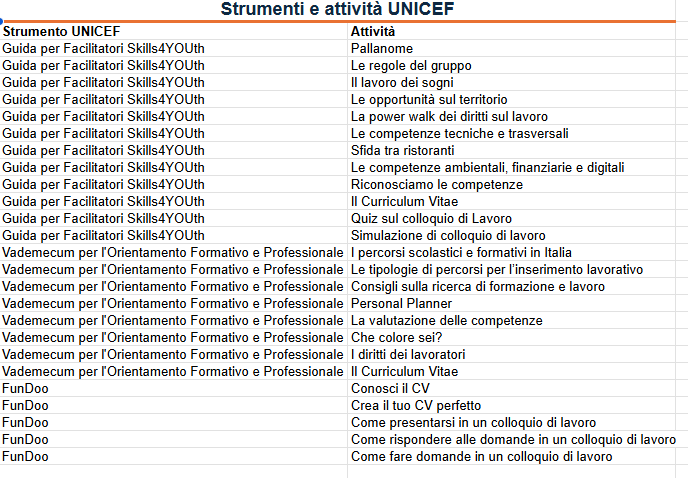 Strumenti e attività UNICEF
Strumento UNICEF Attività
Guida per Facilitatori Skills4YOUth Pallanome
Guida per Facilitatori Skills4YOUth Le regole del gruppo
Guida per Facilitatori Skills4YOUth Il lavoro dei sogni
Guida per Facilitatori Skills4YOUth Le opportunità sul territorio
Guida per Facilitatori Skills4YOUth La power walk dei diritti sul lavoro
Guida per Facilitatori Skills4YOUth Le competenze tecniche e trasversali
Guida per Facilitatori Skills4YOUth Sfida tra ristoranti
Guida per Facilitatori Skills4YOUth Le competenze ambientali, finanziarie e digitali
Guida per Facilitatori Skills4YOUth Riconosciamo le competenze
Guida per Facilitatori Skills4YOUth Il Curriculum Vitae
Guida per Facilitatori Skills4YOUth Quiz sul colloquio di Lavoro
Guida per Facilitatori Skills4YOUth Simulazione di colloquio di lavoro
Vademecum per l'Orientamento Formativo e Professionale I percorsi scolastici e formativi in Italia
Vademecum per l'Orientamento Formativo e Professionale Le tipologie di percorsi per l’inserimento lavorativo
Vademecum per l'Orientamento Formativo e Professionale Consigli sulla ricerca di formazione e lavoro
Vademecum per l'Orientamento Formativo e Professionale Personal Planner
Vademecum per l'Orientamento Formativo e Professionale La valutazione delle competenze
Vademecum per l'Orientamento Formativo e Professionale Che colore sei?
Vademecum per l'Orientamento Formativo e Professionale I diritti dei lavoratori
Vademecum per l'Orientamento Formativo e Professionale Il Curriculum Vitae
FunDoo Conosci il CV
FunDoo Crea il tuo CV perfetto
FunDoo Come presentarsi in un colloquio di lavoro
FunDoo Come rispondere alle domande in un colloquio di lavoro
FunDoo Come fare domande in un colloquio di lavoro